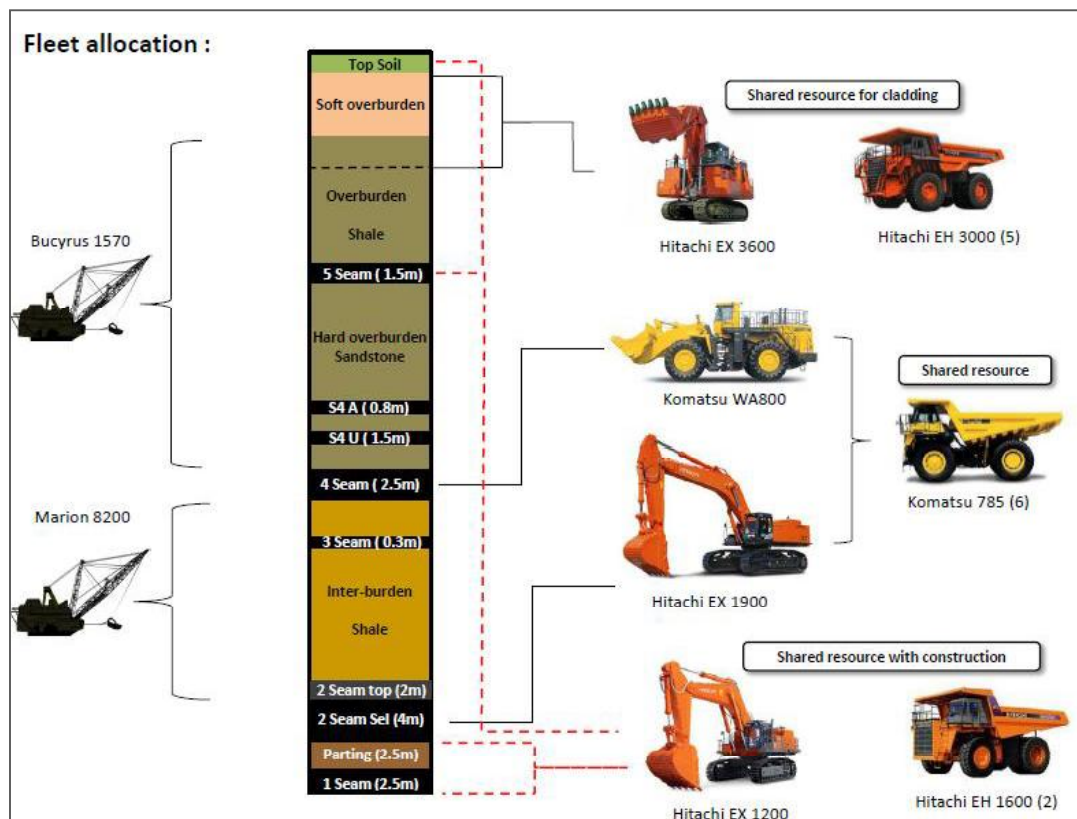 Fleet allocation :
Top Soil
Soft overburden
Overburden
Shale
5 Seam ( 1.5m)
Hard overburden
Sandstone
S4 A ( 0.8m)
S4 U ( 1.5m)
4 Seam ( 2.5m)
3 Seam ( 0.3m)
Inter-burden
Shale
2 Seam top (2m)
2 Seam Sel (4m)
Parting (2.5m)
1 Seam (2.5m)
Bucyrus 1570
Marion 8200
Shared resource for cladding
Hitachi EX 3600
Hitachi EH 3000 (5)
Komatsu WA800
Shared resource
Komatsu 785 (6)
Hitachi EX 1900
Shared resource with construction
Hitachi EX 1200
Hitachi EH 1600 (2)